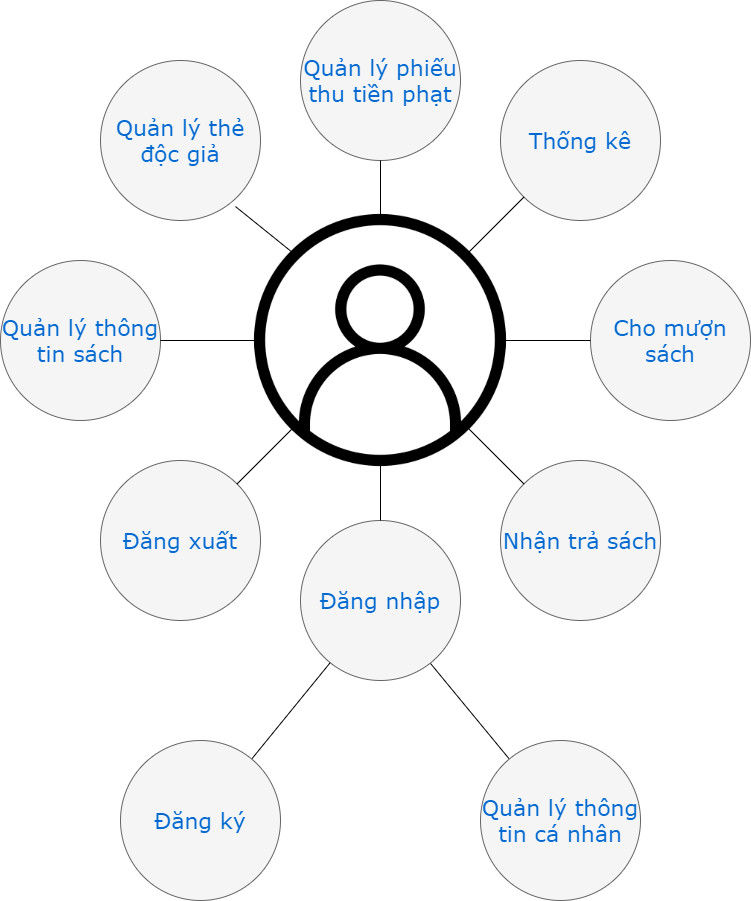 Quản lý phiếu
thu tiền phạt
Quản lý thẻ
độc giả
Thống kê
Quản lý thông
tin sách
Cho mượn
sách
Đăng xuất
Nhận trả sách
Đăng nhập
Đăng ký
Quản lý thông
tin cá nhân